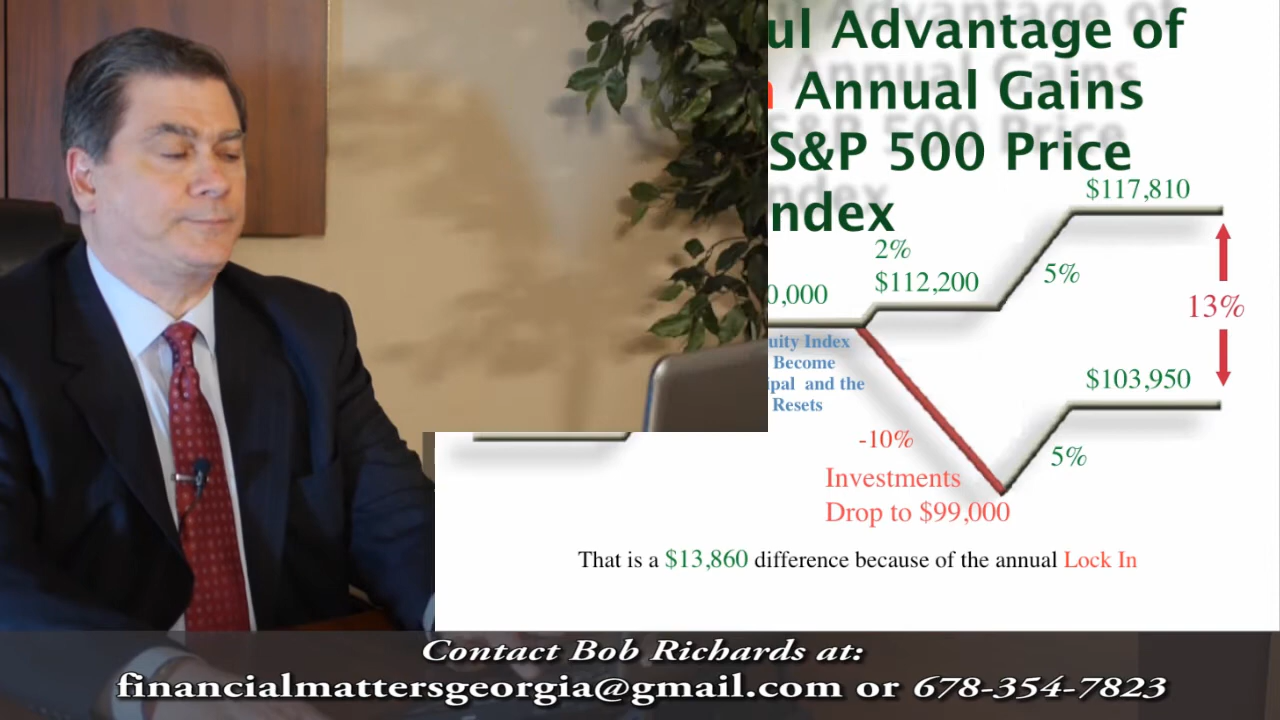 ul Advantage of
Annual Gains
S&P 500 Price
ndex
$117,810
2%
$112,200
5%
0,000
13%
uity Index
Become
ipal and the
Resets
$103,950
-10%
5%
Investments
Drop to $99,000
That is a $13,860 difference because of the annual Lock In
Contact Bob Richards at:
financialmattersgeorgia@gmail.com or 678-354-7823